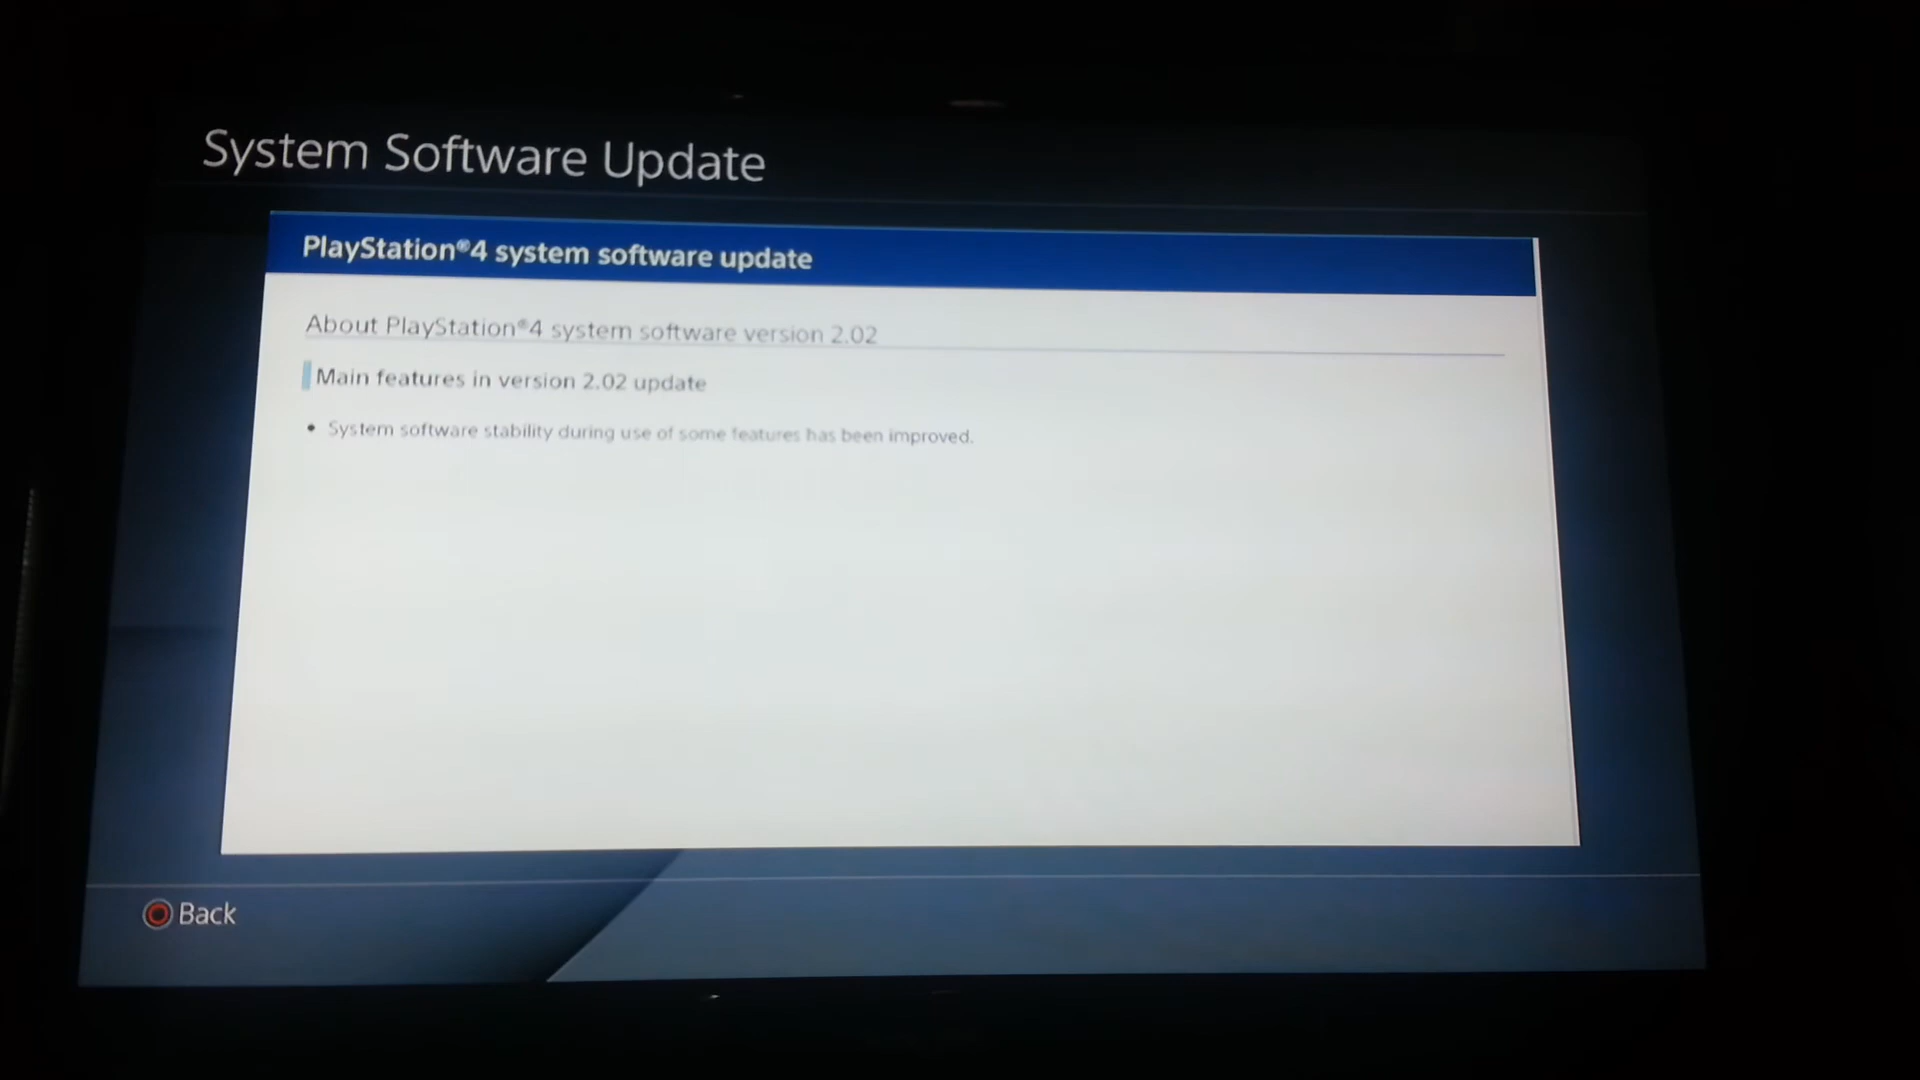 System Software Update
PlayStation®4 system software update
About PlayStation®4 system software version 2.02
Main features in version 2.02 update
• System software stability during use of some features has been improved.
Back